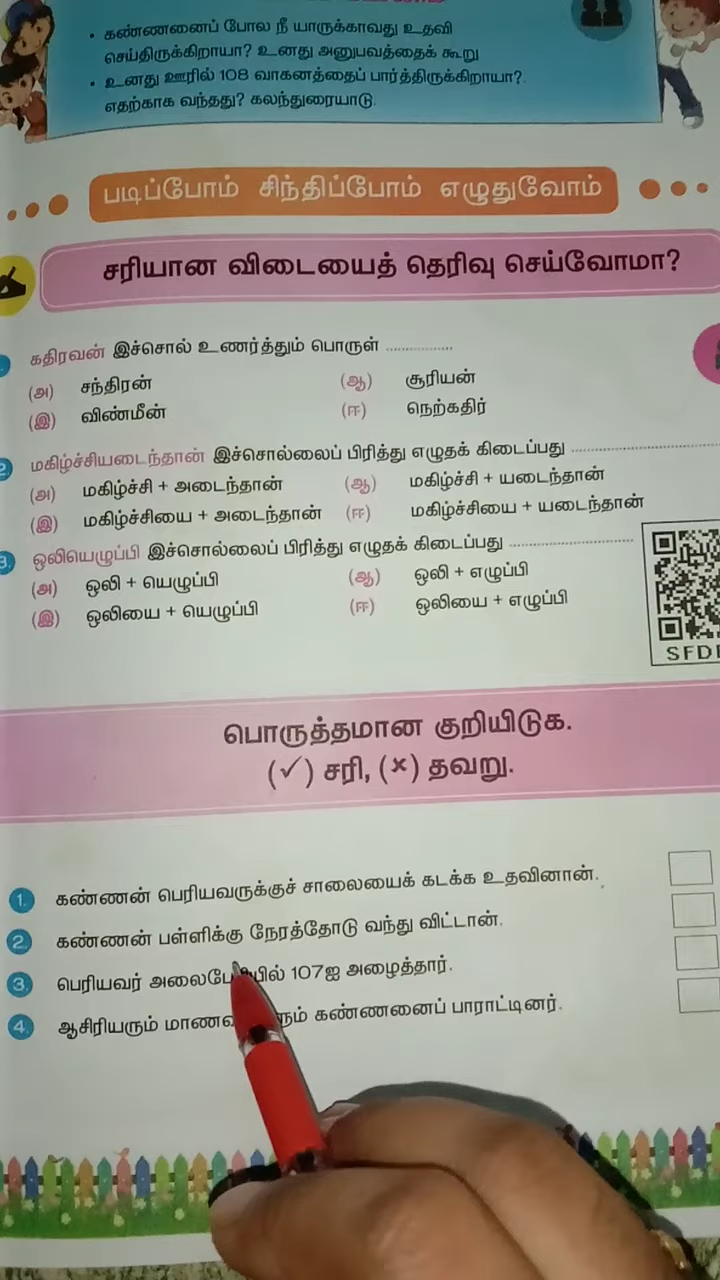 • கண்ணனைப் போல நீ யாருக்காவது உதவி
செய்திருக்கிறாயா? உனது அனுபவத்தைக் கூறு
• உனது ஊரில் 108 வாகனத்தைப் பார்த்திருக்கிறாயா?
எதற்காக வந்தது? கலந்துரையாடு.
படிப்போம் சிந்திப்போம் எழுதுவோம்
சரியான விடையைத் தெரிவு செய்வோமா?
கதிரவன் இச்சொல் உணர்த்தும் பொருள் ................
(அ) சந்திரன் (ஆ) சூரியன்
(இ) விண்மீன் (ஈ) நெற்கதிர்
2. மகிழ்ச்சியடைந்தான் இச்சொல்லைப் பிரித்து எழுதக் கிடைப்பது ................
(அ) மகிழ்ச்சி + அடைந்தான் (ஆ) மகிழ்ச்சி + யடைந்தான்
(இ) மகிழ்ச்சியை + அடைந்தான் (ஈ) மகிழ்ச்சியை + யடைந்தான்
3. ஒலியெழுப்பி இச்சொல்லைப் பிரித்து எழுதக் கிடைப்பது ................
(அ) ஒலி + யெழுப்பி (ஆ) ஒலி + எழுப்பி
(இ) ஒலியை + யெழுப்பி (ஈ) ஒலியை + எழுப்பி
பொருத்தமான குறியிடுக.
(✓) சரி, (×) தவறு.
1. கண்ணன் பெரியவருக்குச் சாலையைக் கடக்க உதவினான்.
2. கண்ணன் பள்ளிக்கு நேரத்தோடு வந்து விட்டான்.
3. பெரியவர் 107ஐ அழைத்தார்.
4. ஆசிரியரும் கண்ணனைப் பாராட்டினர்.